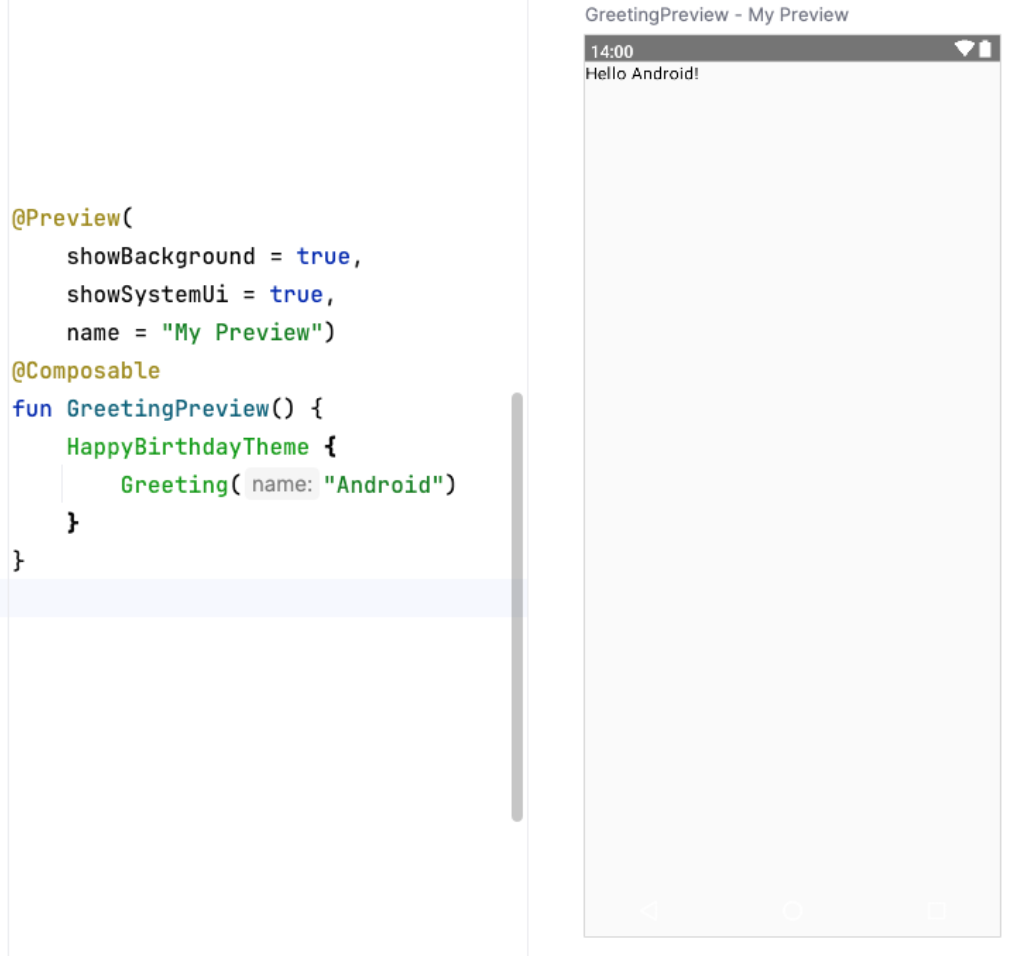 @Preview(
    showBackground = true,
    showSystemUi = true,
    name = "My Preview")
@Composable
fun GreetingPreview() {
    HappyBirthdayTheme {
        Greeting( name: "Android")
    }
}
GreetingPreview - My Preview
14:00
Hello Android!